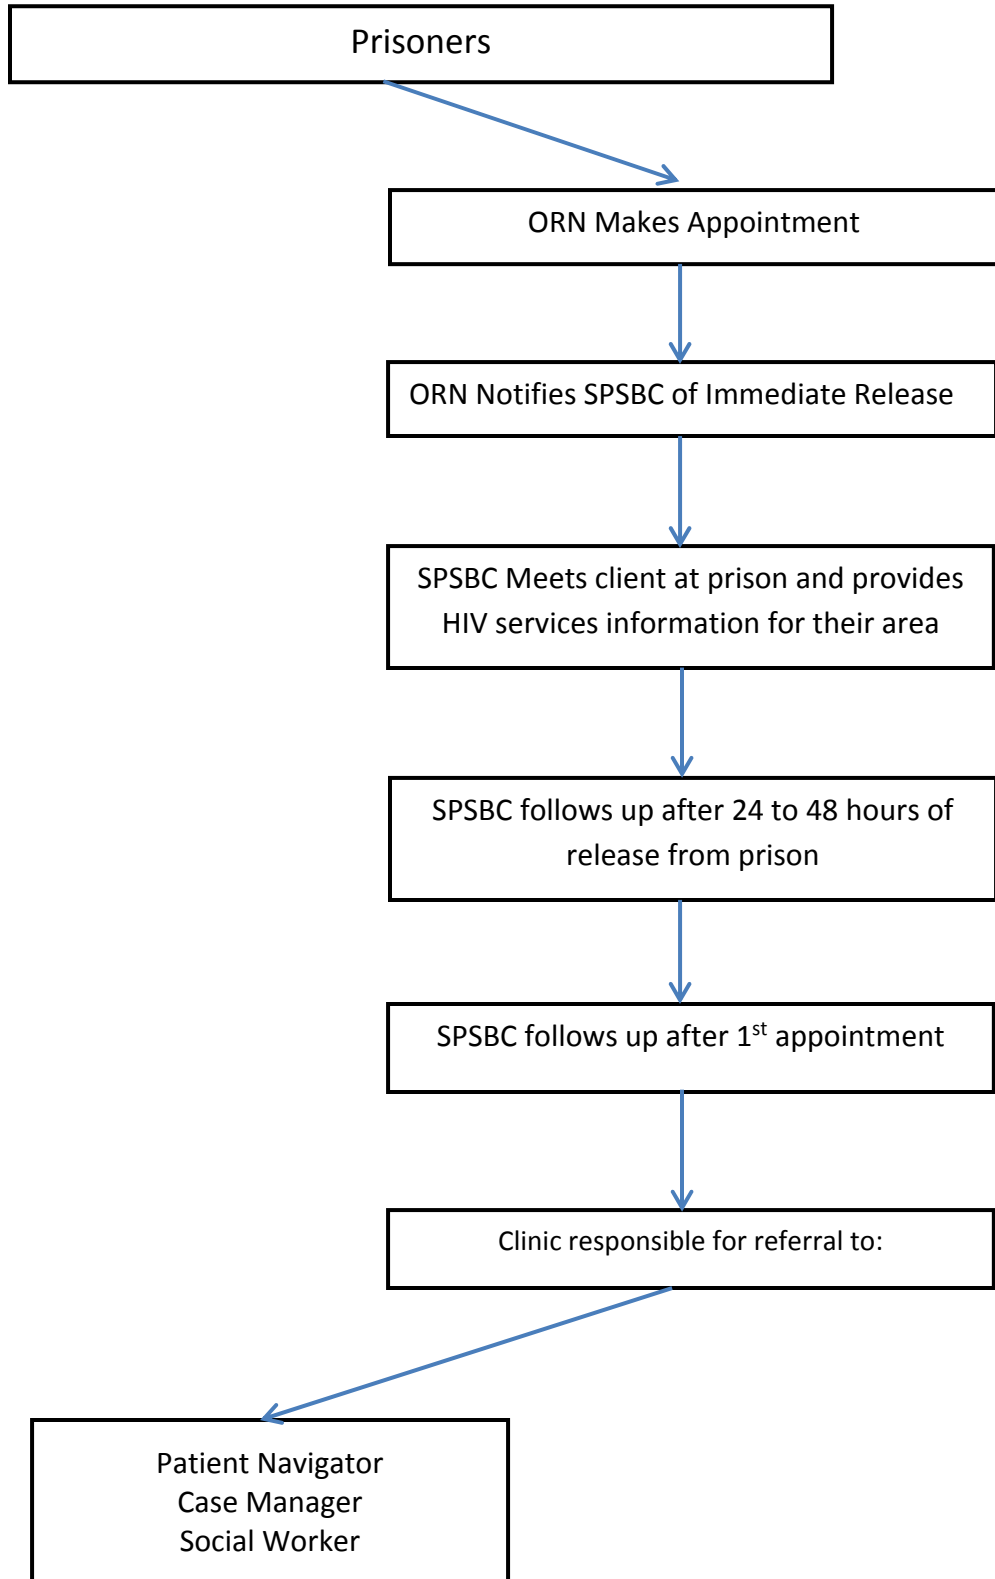 Prisoners
ORN Makes Appointment
ORN Notifies SPSBC of Immediate Release
SPSBC Meets client at prison and provides
HIV services information for their area
SPSBC follows up after 24 to 48 hours of
release from prison
SPSBC follows up after 1st appointment
Clinic responsible for referral to:
Patient Navigator
Case Manager
Social Worker